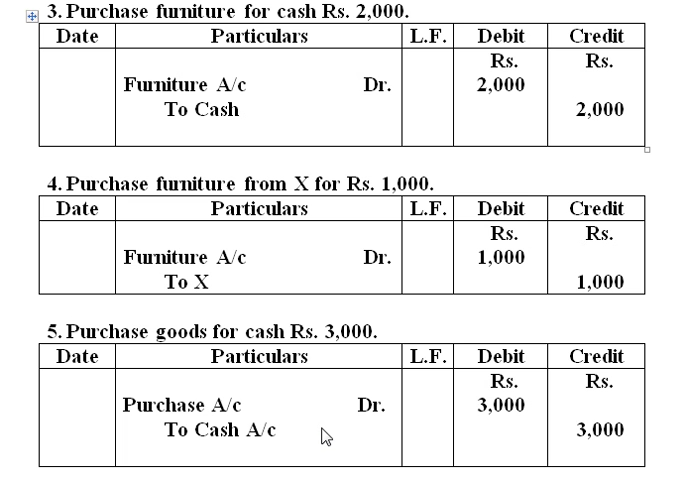 3. Purchase furniture for cash Rs. 2,000.
Date Particulars L.F. Debit Credit
Rs. Rs.
Furniture A/c Dr. 2,000
To Cash 2,000
4. Purchase furniture from X for Rs. 1,000.
Date Particulars L.F. Debit Credit
Rs. Rs.
Furniture A/c Dr. 1,000
To X 1,000
5. Purchase goods for cash Rs. 3,000.
Date Particulars L.F. Debit Credit
Rs. Rs.
Purchase A/c Dr. 3,000
To Cash A/c 3,000